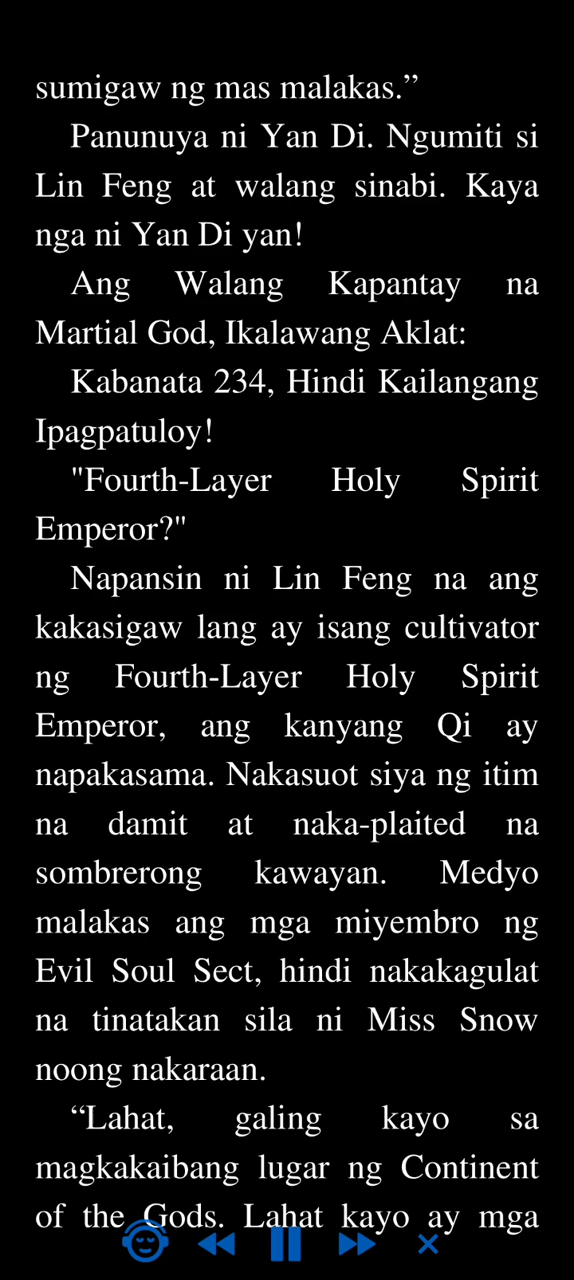 sumigaw ng mas malakas.”
Panunuya ni Yan Di. Ngumiti si
Lin Feng at walang sinabi. Kaya
nga ni Yan Di yan!
Ang Walang Kapantay na
Martial God, Ikalawang Aklat:
Kabanata 234, Hindi Kailangang
Ipagpatuloy!
"Fourth-Layer Holy Spirit
Emperor?"
Napansin ni Lin Feng na ang
kakasigaw lang ay isang cultivator
ng Fourth-Layer Holy Spirit
Emperor, ang kanyang Qi ay
napakasama. Nakasuot siya ng itim
na damit at naka-plaited na
sombrerong kawayan. Medyo
malakas ang mga miyembro ng
Evil Soul Sect, hindi nakakagulat
na tinatakan sila ni Miss Snow
noong nakaraan.
“Lahat, galing kayo sa
magkakaibang lugar ng Continent
of the Gods. Lahat kayo ay mga